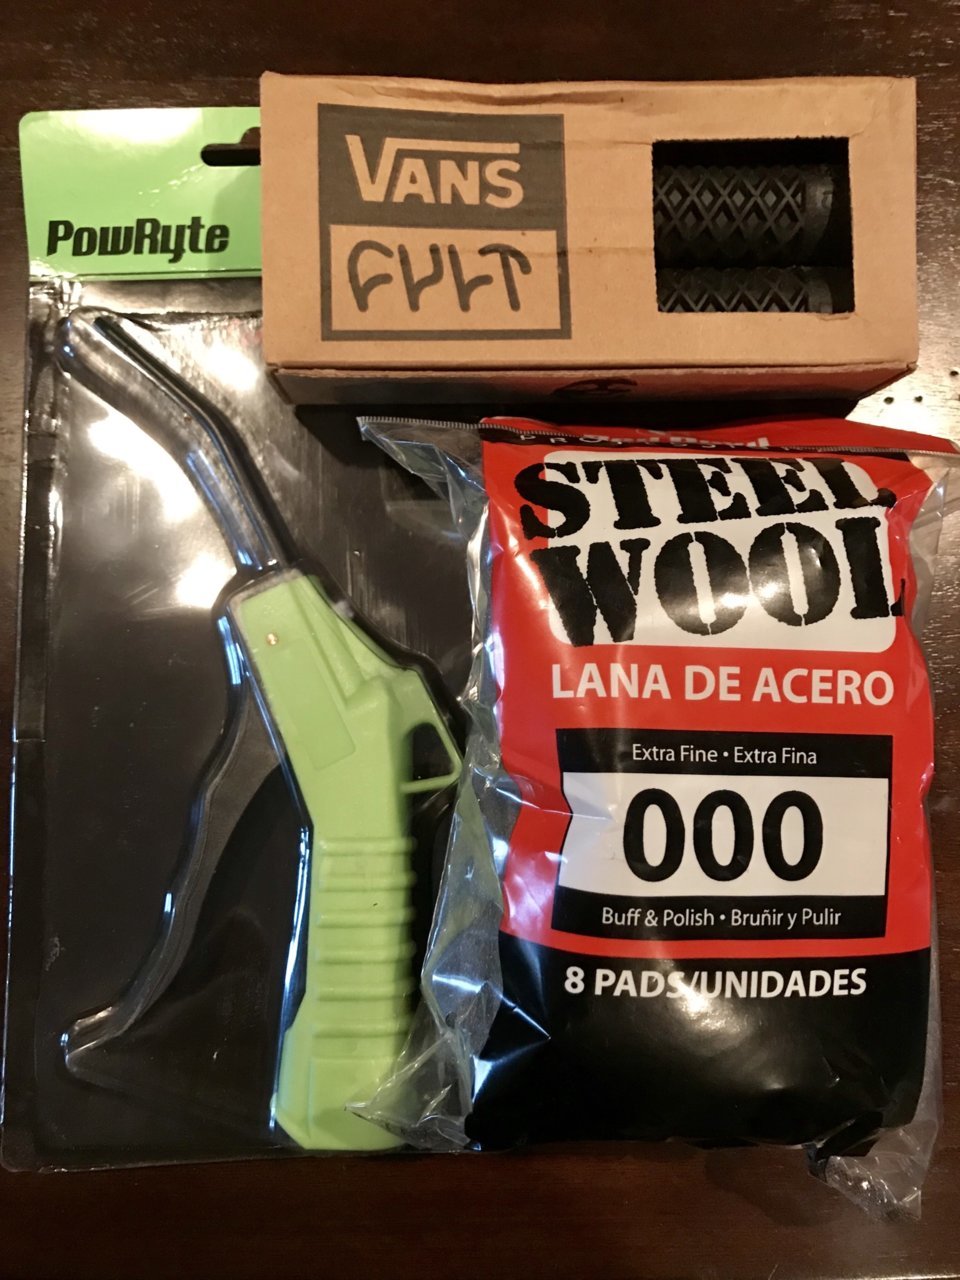 VANS
CULT
PowRyte
STEEL
WOOL
LANA DE ACERO
Extra Fine • Extra Fina
000
Buff & Polish • Bruñir y Pulir
8 PADS/UNIDADES